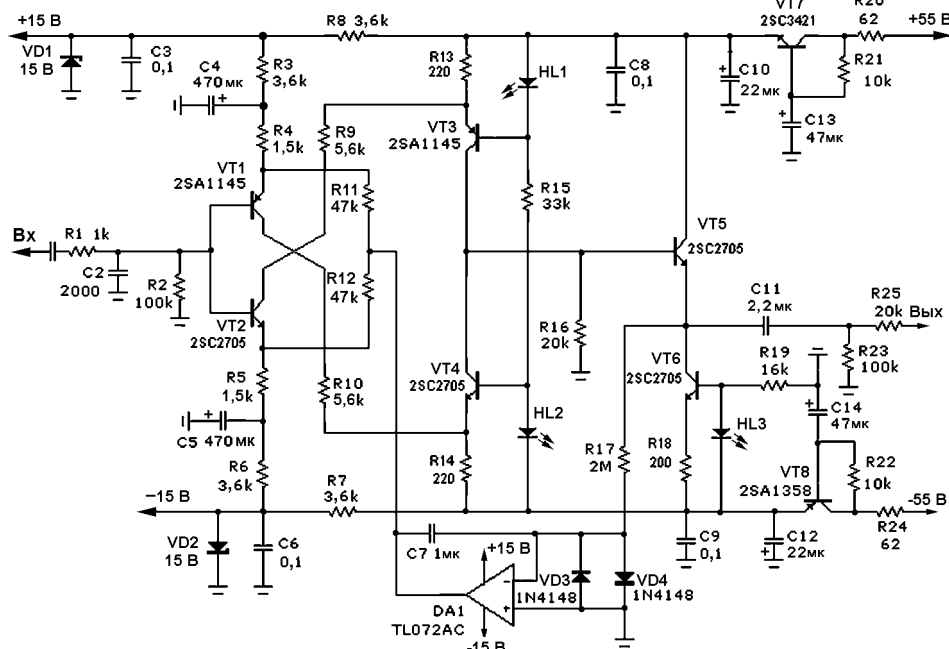 +15 В
VD1
15 В
C3
0,1
C4
470 мк
R3
3,6k
R8 3,6k
R13
220
HL1
C8
0,1
C10
22мк
VT7
2SC3421
R20
62
+55 В
R21
10k
C13
47мк
R4
1,5k
R9
5,6k
VT3
2SA1145
VT1
2SA1145
R11
47k
R15
33k
Вх
R1 1k
C2
2000
R2
100k
R12
47k
VT5
2SC2705
VT2
2SC2705
C11
2,2мк
R25
20k
Вых
R16
20k
R5
1,5k
R10
5,6k
VT4
2SC2705
VT6
2SC2705
R19
16k
R23
100k
C5
470 мк
HL2
HL3
C14
47мк
R6
3,6k
R7
3,6k
R14
220
R17
2M
R18
200
VT8
2SA1358
R22
10k
−15 В
-55 В
VD2
15 В
C6
0,1
C7 1мк
+15 В
C9
0,1
C12
22мк
R24
62
VD3
1N4148
VD4
1N4148
DA1
TL072AC
−
+
-15 В